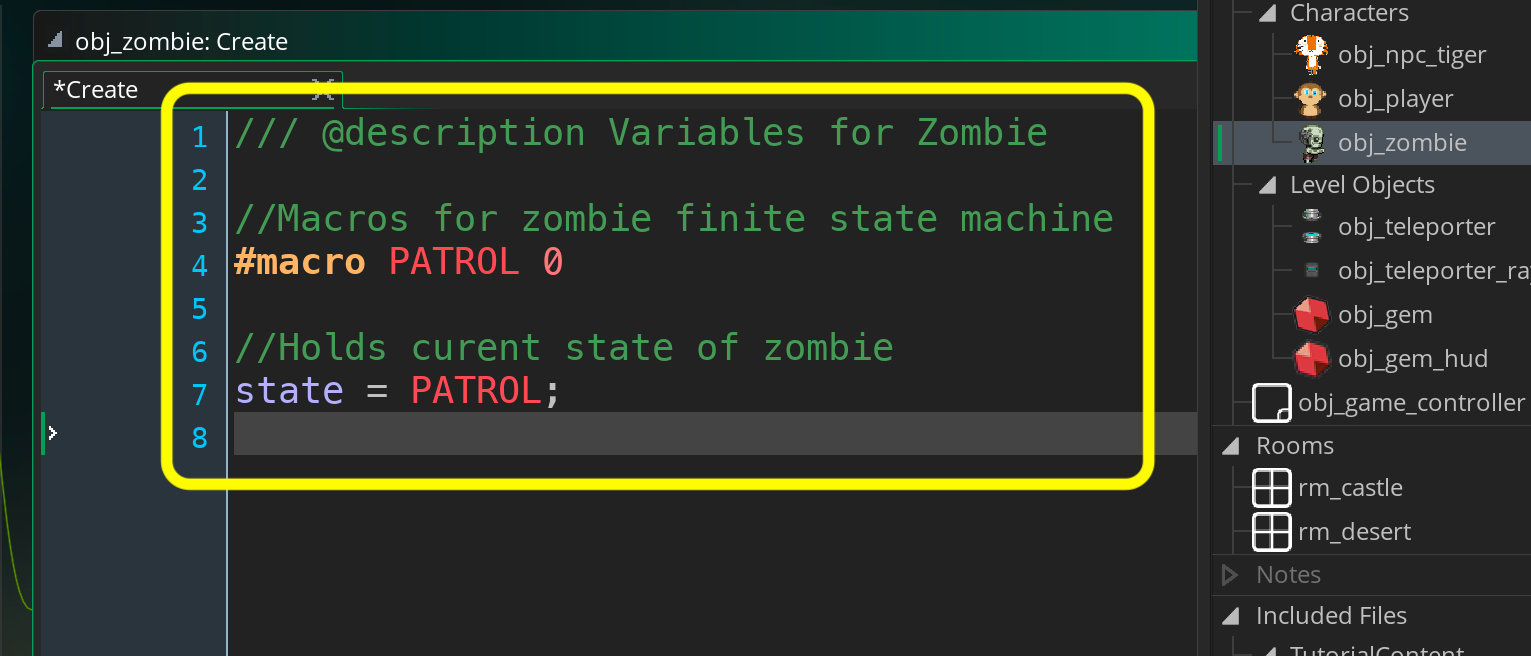 obj_zombie: Create
*Create
1 /// @description Variables for Zombie
2
3 //Macros for zombie finite state machine
4 #macro PATROL 0
5
6 //Holds curent state of zombie
7 state = PATROL;
8
Characters
obj_npc_tiger
obj_player
obj_zombie
Level Objects
obj_teleporter
obj_teleporter_ra
obj_gem
obj_gem_hud
obj_game_controller
Rooms
rm_castle
rm_desert
Notes
Included Files
TutorialContent